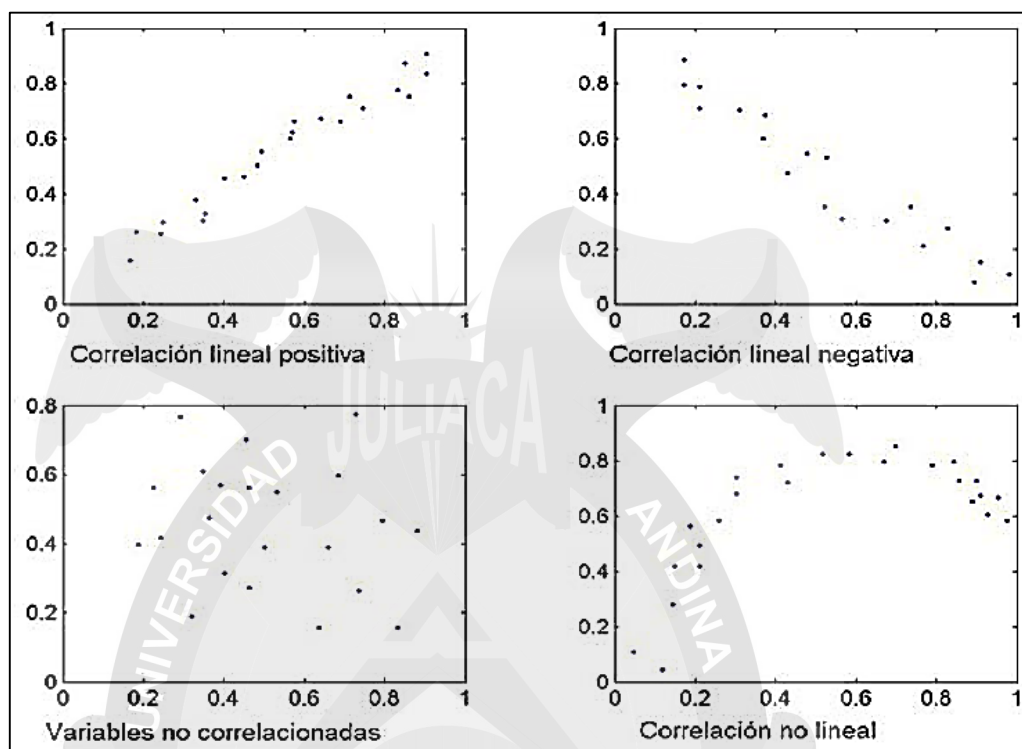 1
0.8
0.6
0.4
0.2
0
0 0.2 0.4 0.6 0.8 1
Correlación lineal positiva
1
0.8
0.6
0.4
0.2
0
0 0.2 0.4 0.6 0.8 1
Correlación lineal negativa
0.8
0.6
0.4
0.2
0
0 0.2 0.4 0.6 0.8 1
Variables no correlacionadas
1
0.8
0.6
0.4
0.2
0
0 0.2 0.4 0.6 0.8 1
Correlación no lineal
JULIACA
UNIVERSIDAD
ANDINA